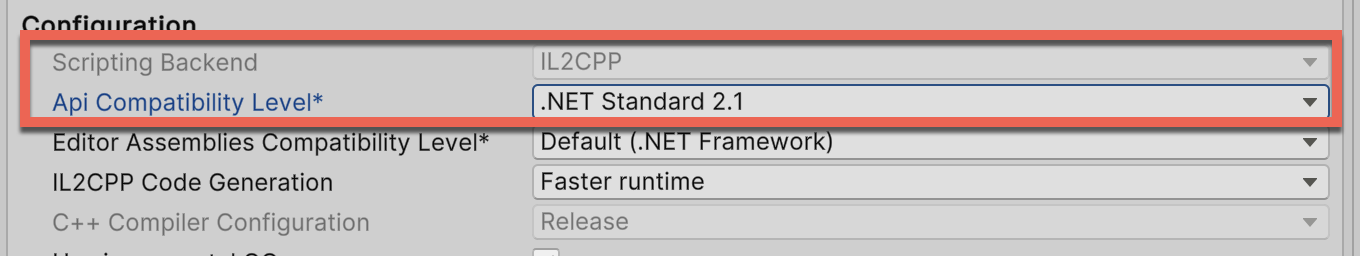 Configuration
Scripting Backend IL2CPP
Api Compatibility Level* .NET Standard 2.1
Editor Assemblies Compatibility Level* Default (.NET Framework)
IL2CPP Code Generation Faster runtime
C++ Compiler Configuration Release